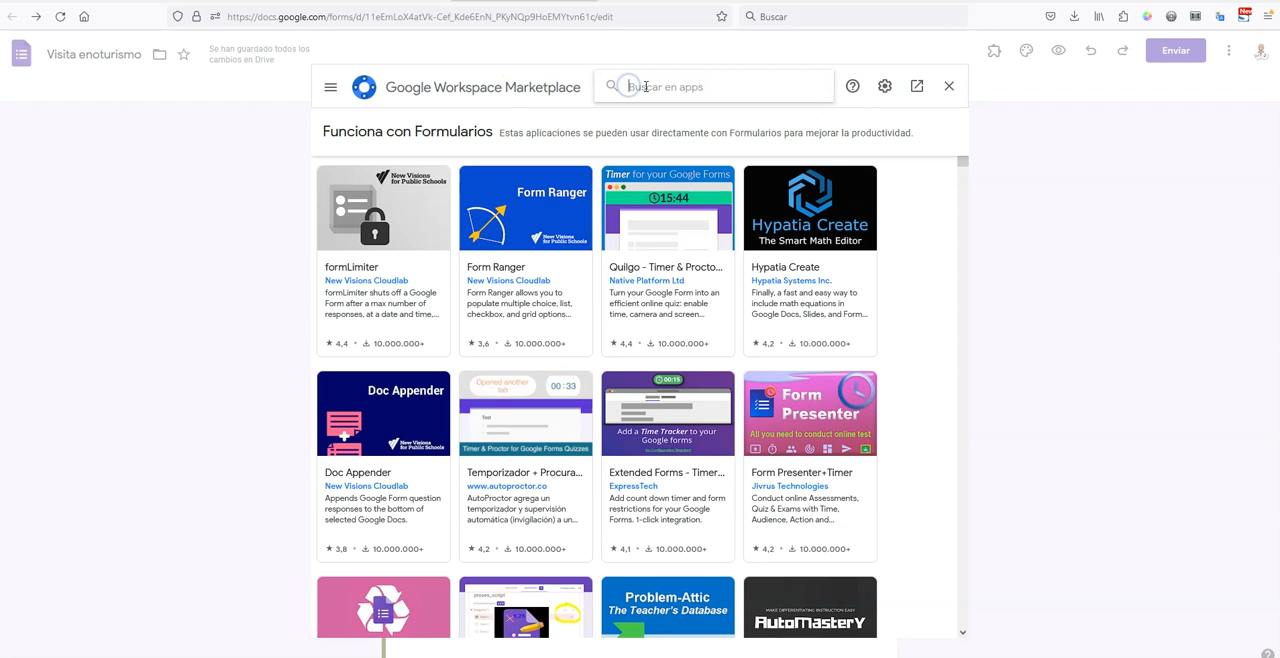 https://docs.google.com/forms/d/11eEmLoX4atVk-Cef_Kde6EnN_PKyNQp9HoEMYtvn61c/edit
Buscar
New
Visita enoturismo
Se han guardado todos los
cambios en Drive
Enviar
Google Workspace Marketplace
Buscar en apps
Funciona con Formularios
Estas aplicaciones se pueden usar directamente con Formularios para mejorar la productividad.
New Visions
for Public Schools
formLimiter
New Visions Cloudlab
formLimiter shuts off a Google
Form after a max number of
responses, at a date and time,...
4,4 • 10.000.000+
Form Ranger
New Visions
for Public Schools
Form Ranger
New Visions Cloudlab
Form Ranger allows you to
populate multiple choice, list,
checkbox, and grid options...
3,6 • 10.000.000+
Timer for your Google Forms
15:44
Quilgo - Timer & Procto...
Native Platform Ltd
Turn your Google Form into an
efficient online quiz: enable
time, camera and screen...
4,4 • 10.000.000+
Hypatia Create
The Smart Math Editor
Hypatia Create
Hypatia Systems Inc.
Finally, a fast and easy way to
include math equations in
Google Docs, Slides, and Form...
4,2 • 10.000.000+
Doc Appender
New Visions
for Public Schools
Doc Appender
New Visions Cloudlab
Appends Google Form question
responses to the bottom of
selected Google Docs.
3,8 • 10.000.000+
Opened another
tab
00:33
Test
Timer & Proctor for Google Forms Quizzes
Temporizador + Procura...
www.autoproctor.co
AutoProctor agrega un
temporizador y supervisión
automática (invigilación) a un...
4,2 • 10.000.000+
00:15
Add a Time Tracker to your
Google forms
Extended Forms - Timer...
ExpressTech
Add count down timer and form
restrictions for your Google
Forms. 1-click integration.
4,1 • 10.000.000+
Form
Presenter
All you need to conduct online test
Form Presenter+Timer
Jivrus Technologies
Conduct online Assessments,
Quiz & Exams with Time,
Audience, Action and...
4,2 • 10.000.000+
Problem-Attic
The Teacher's Database
MAKE DIFFERENTIATING INSTRUCTION EASY
AUTOMASTERY